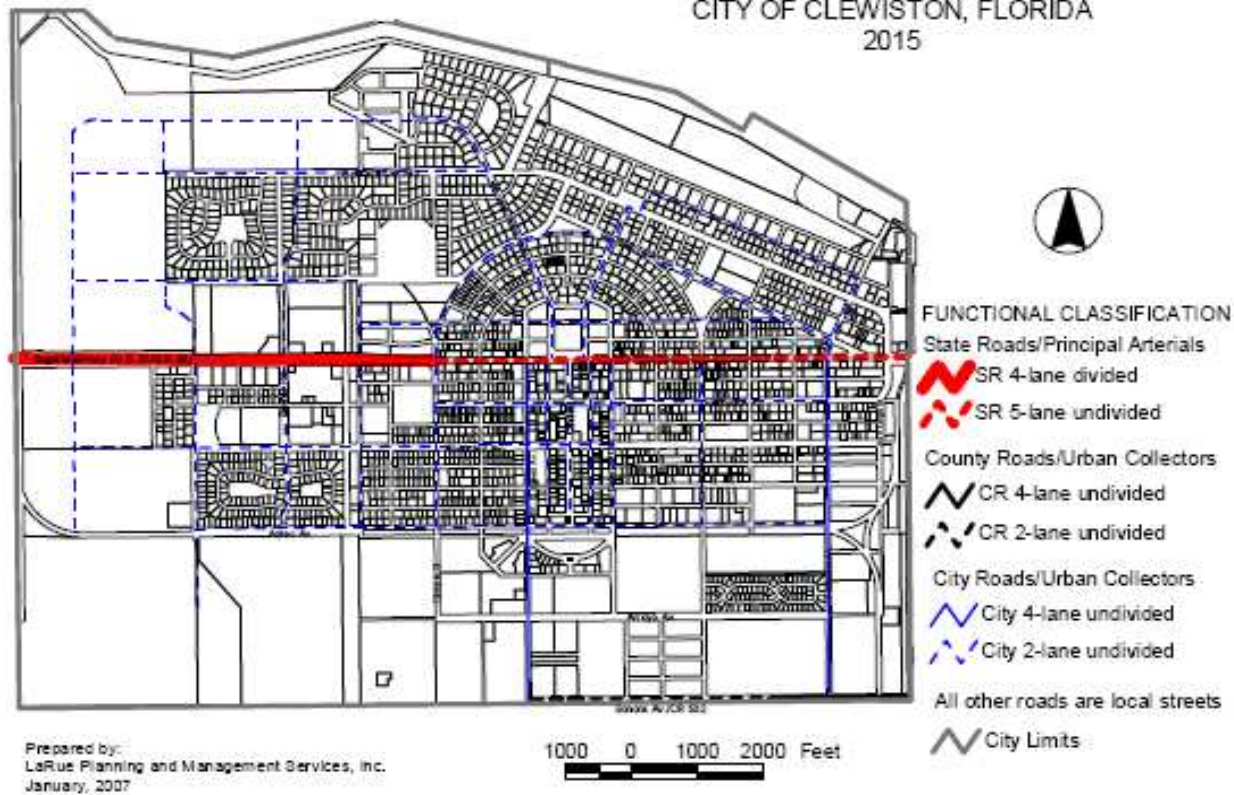 CITY OF CLEWISTON, FLORIDA
2015
FUNCTIONAL CLASSIFICATION
State Roads/Principal Arterials
SR 4-lane divided
SR 5-lane undivided
County Roads/Urban Collectors
CR 4-lane undivided
CR 2-lane undivided
City Roads/Urban Collectors
City 4-lane undivided
City 2-lane undivided
All other roads are local streets
City Limits
Prepared by:
LaRue Planning and Management Services, Inc.
January, 2007
1000 0 1000 2000 Feet